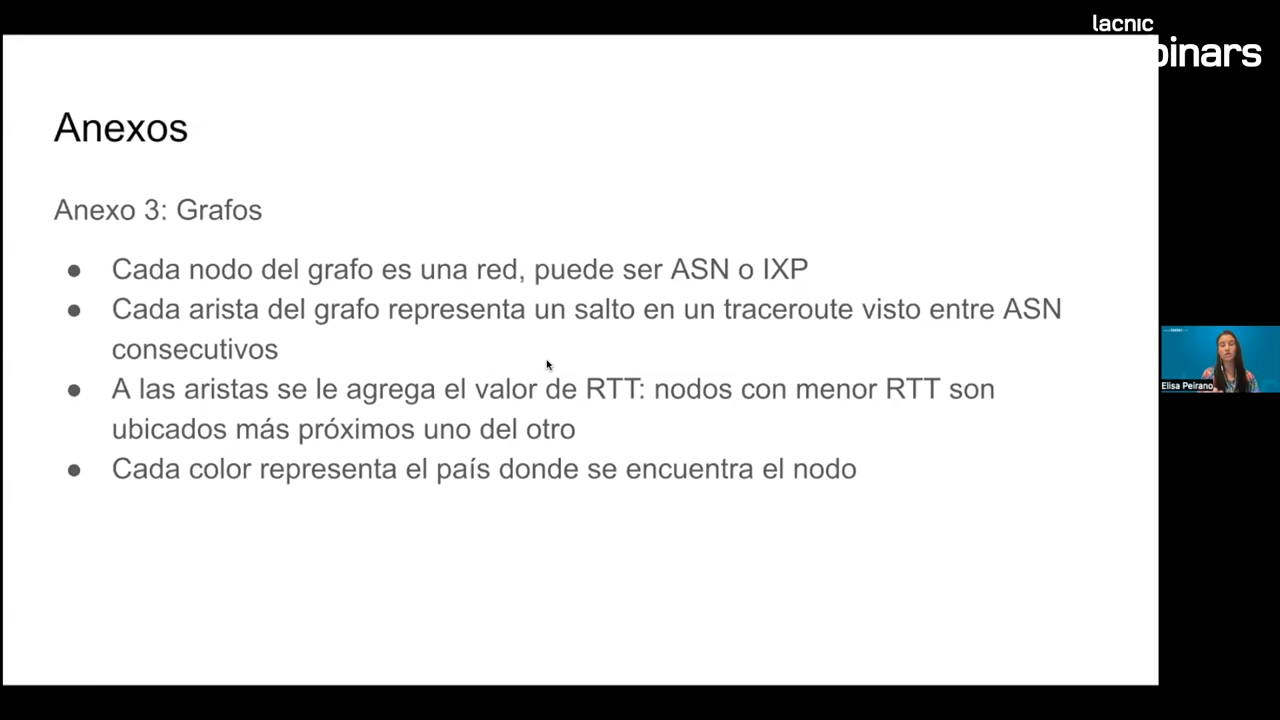 lacnic
binars
Anexos
Anexo 3: Grafos
● Cada nodo del grafo es una red, puede ser ASN o IXP
● Cada arista del grafo representa un salto en un traceroute visto entre ASN
consecutivos
● A las aristas se le agrega el valor de RTT: nodos con menor RTT son
ubicados más próximos uno del otro
● Cada color representa el país donde se encuentra el nodo
Elisa Peirano